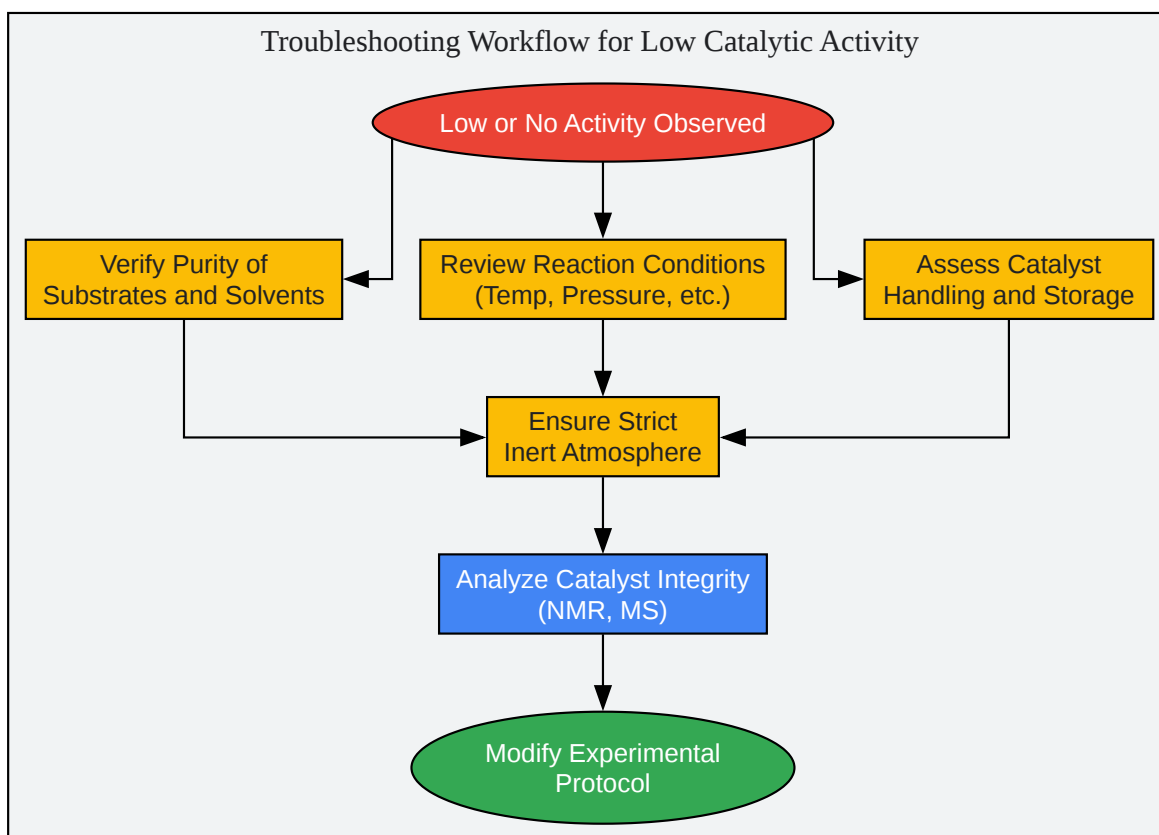 Troubleshooting Workflow for Low Catalytic Activity
Low or No Activity Observed
Verify Purity of
Substrates and Solvents
Review Reaction Conditions
(Temp, Pressure, etc.)
Assess Catalyst
Handling and Storage
Ensure Strict
Inert Atmosphere
Analyze Catalyst Integrity
(NMR, MS)
Modify Experimental
Protocol